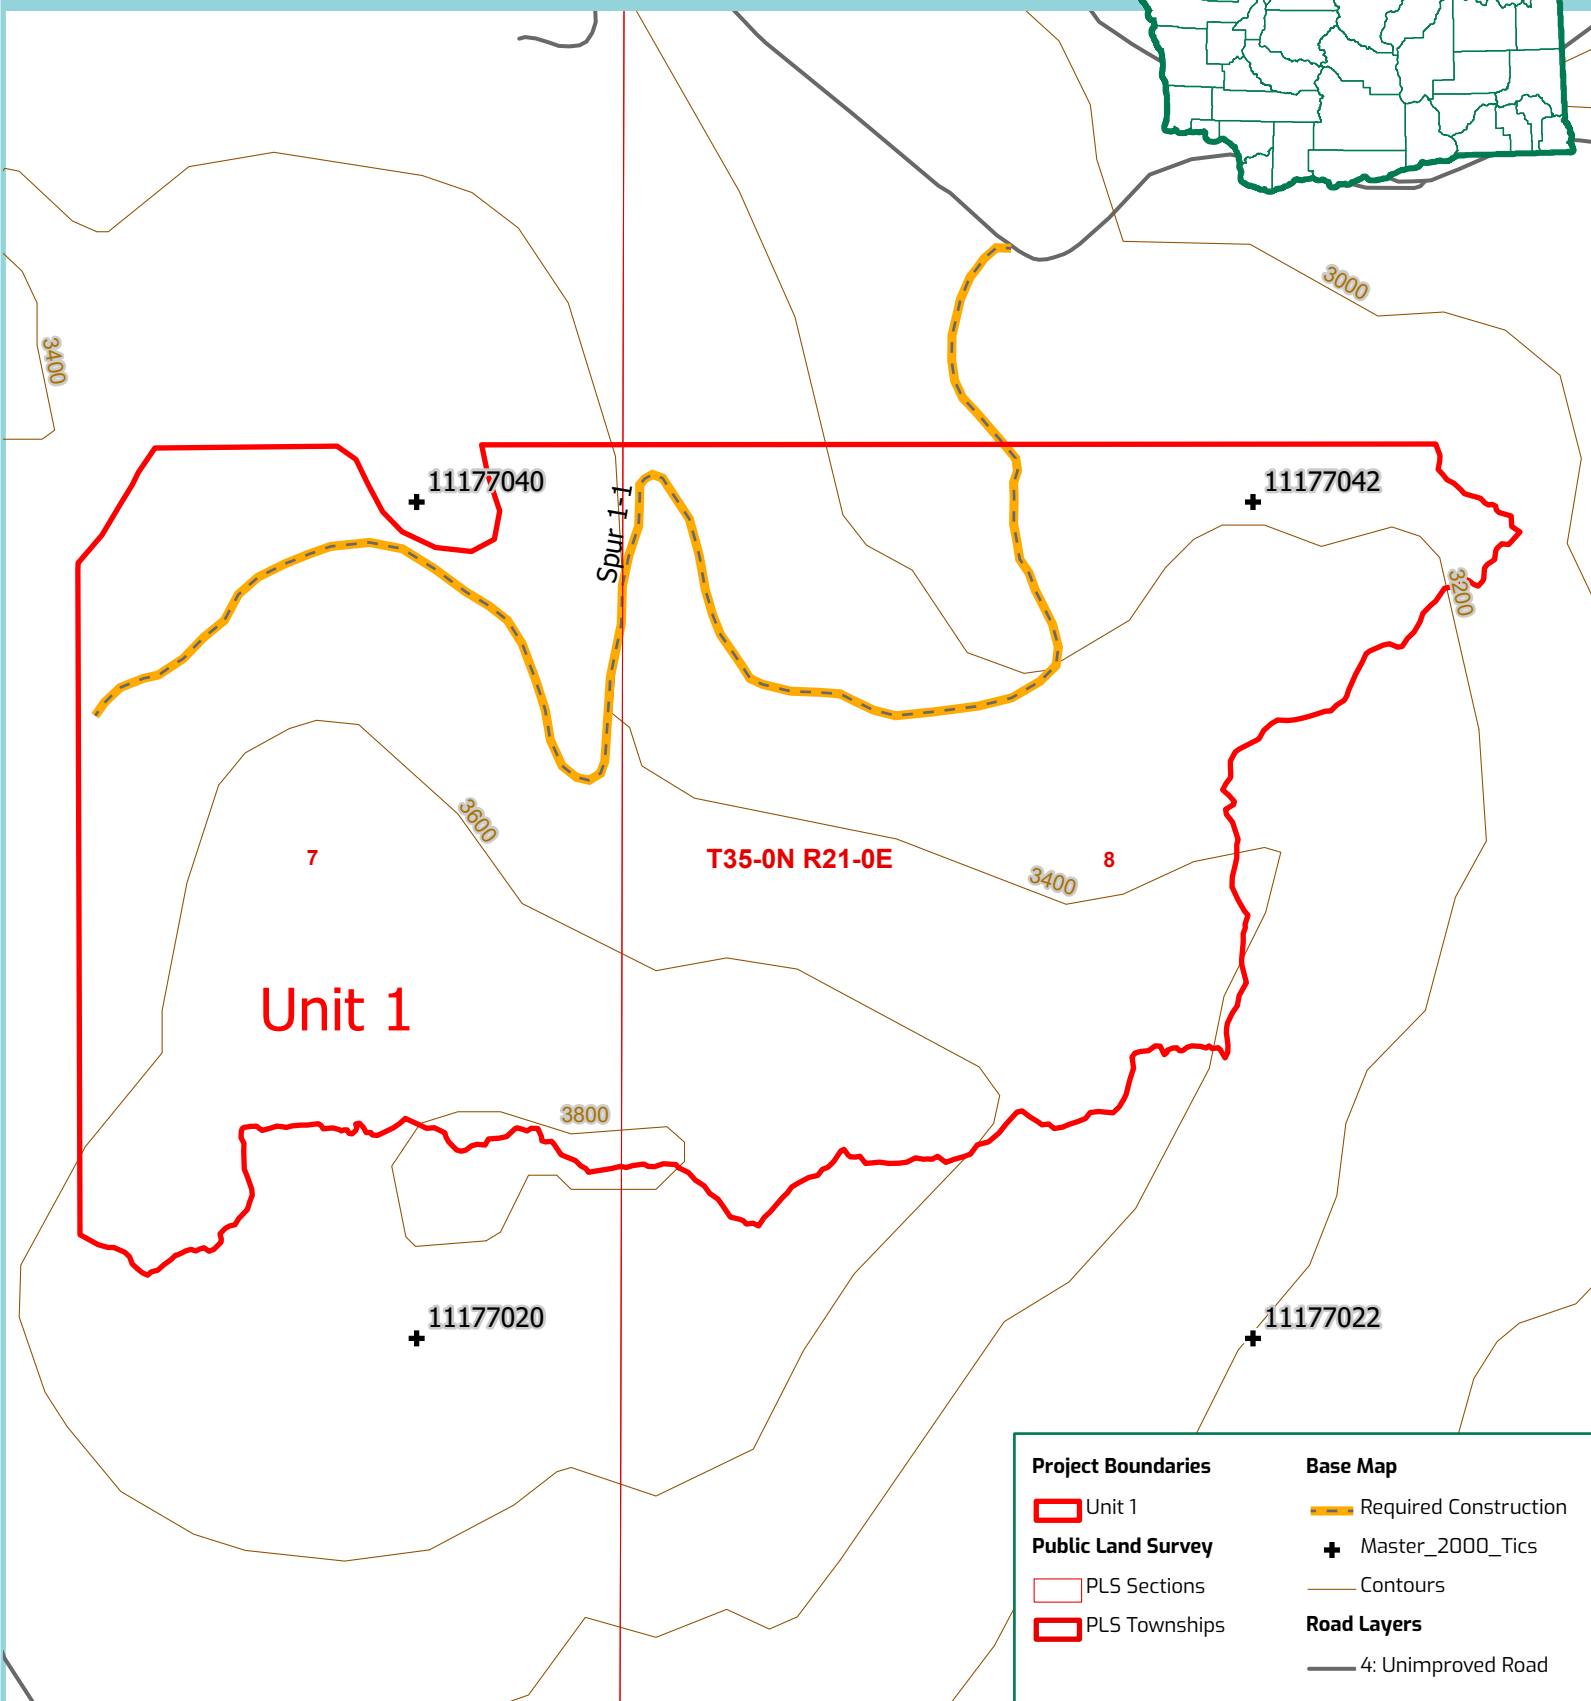 3000
3400
11177040
11177042
Spur 1-1
3200
3600
7
T35-0N R21-0E
8
3400
Unit 1
3800
11177020
11177022
Project Boundaries
Unit 1
Public Land Survey
PLS Sections
PLS Townships
Base Map
Required Construction
Master_2000_Tics
Contours
Road Layers
4: Unimproved Road